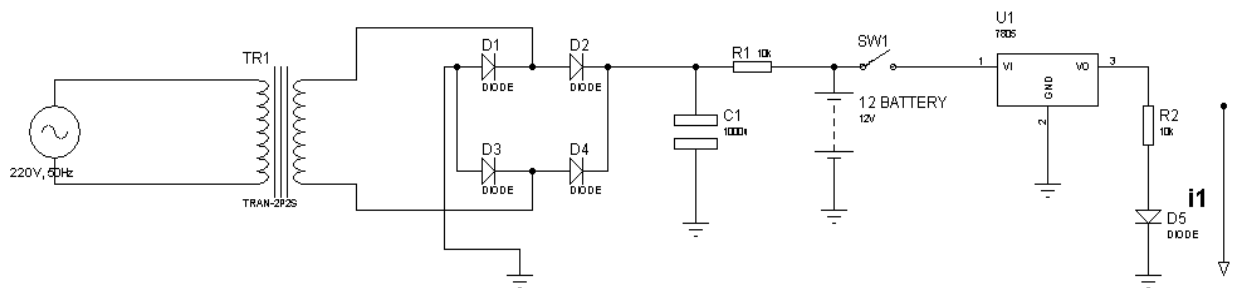 TR1
220V, 50Hz
TRAN-2P2S
D1
DIODE
D2
DIODE
D3
DIODE
D4
DIODE
R1 10k
C1
1000u
SW1
12 BATTERY
12V
U1
7805
1 VI VO 3
GND
2
R2
10k
D5
DIODE
i1